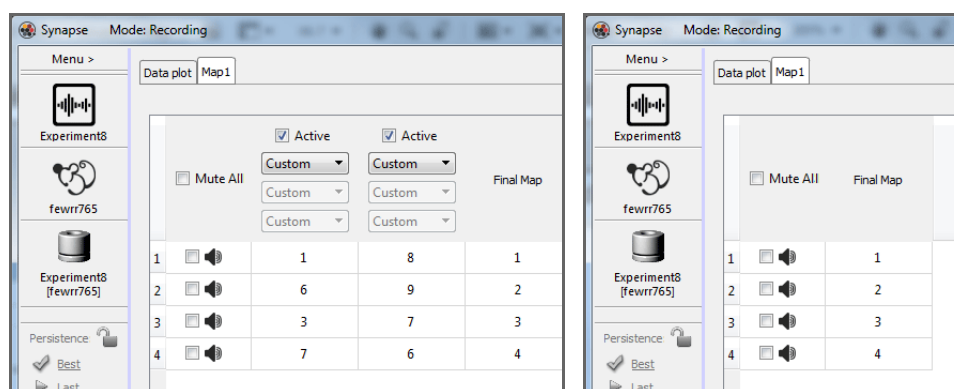 Synapse Mode: Recording
Menu >
Data plot Map1
Experiment8
Active Active
Custom Custom
Mute All
Custom Custom
Final Map
Custom Custom
fewrr765
1 1 8 1
2 6 9 2
3 3 7 3
4 7 6 4
Experiment8
[fewrr765]
Persistence
Best
Last
Synapse Mode: Recording
Menu >
Data plot Map1
Experiment8
Mute All Final Map
fewrr765
1 1
2 2
3 3
4 4
Experiment8
[fewrr765]
Persistence
Best
Last